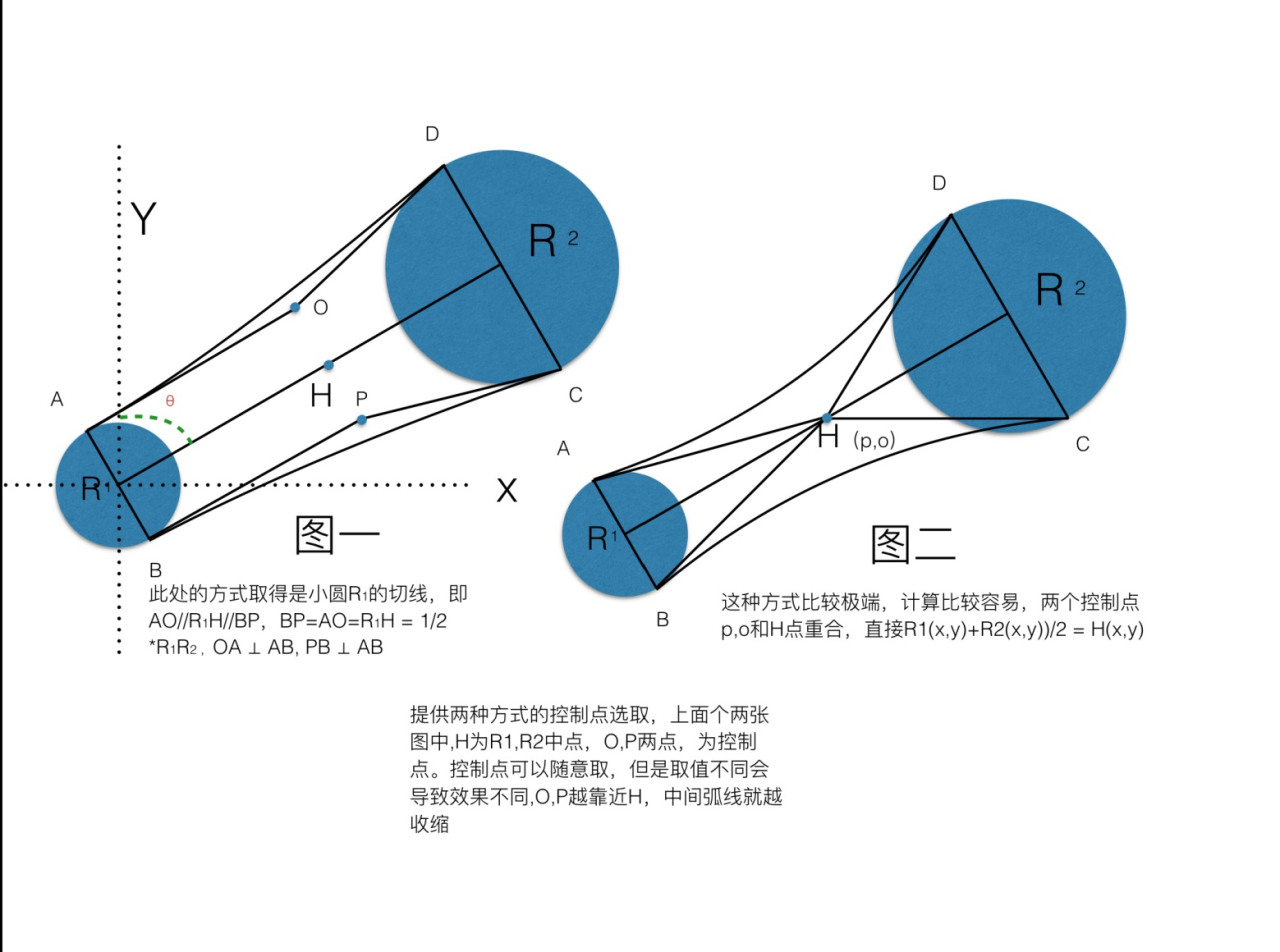 D
D
Y
R 2
R 2
O
H
P
A
θ
C
H (p,o)
C
A
R1
X
R1
图一
图二
B
B
此处的方式取得是小圆R1的切线，即
AO//R1H//BP，BP=AO=R1H = 1/2
*R1R2 ，OA ⊥ AB, PB ⊥ AB
这种方式比较极端，计算比较容易，两个控制点
p,o和H点重合，直接R1(x,y)+R2(x,y))/2 = H(x,y)
提供两种方式的控制点选取，上面个两张
图中,H为R1,R2中点，O,P两点，为控制
点。控制点可以随意取，但是取值不同会
导致效果不同,O,P越靠近H，中间弧线就越
收缩